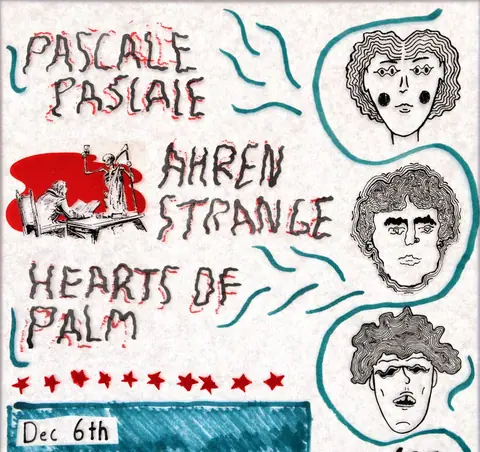 PASCALE
PASCALE
AHREN
STRANGE
HEARTS OF
PALM
Dec 6th